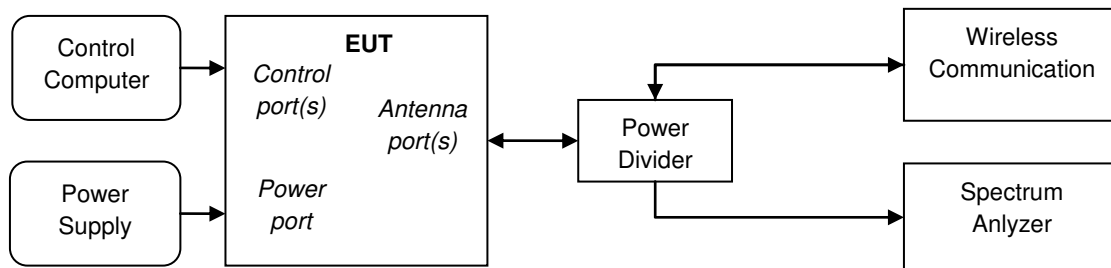 Control
Computer
Power
Supply
EUT
Control
port(s)
Antenna
port(s)
Power
port
Power
Divider
Wireless
Communication
Spectrum
Anlyzer